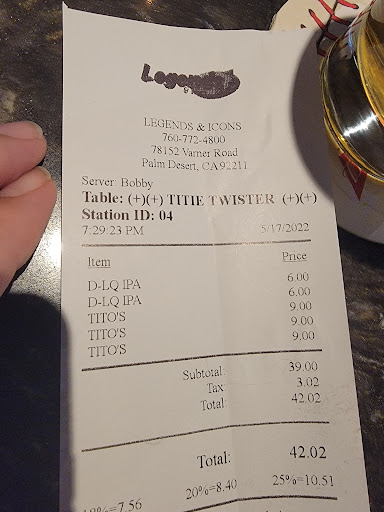 LEGENDS & ICONS
760-772-4800
78152 Varner Road
Palm Desert, CA 92211
Server: Bobby
Table: (+)(+) TITIE TWISTER (+)(+)
Station ID: 04
7:29:23 PM 5/17/2022
Item Price
D-LQ IPA 6.00
D-LQ IPA 6.00
TITO'S 9.00
TITO'S 9.00
TITO'S 9.00
Subtotal: 39.00
Tax: 3.02
Total: 42.02
Total: 42.02
18%=7.56 20%=8.40 25%=10.51